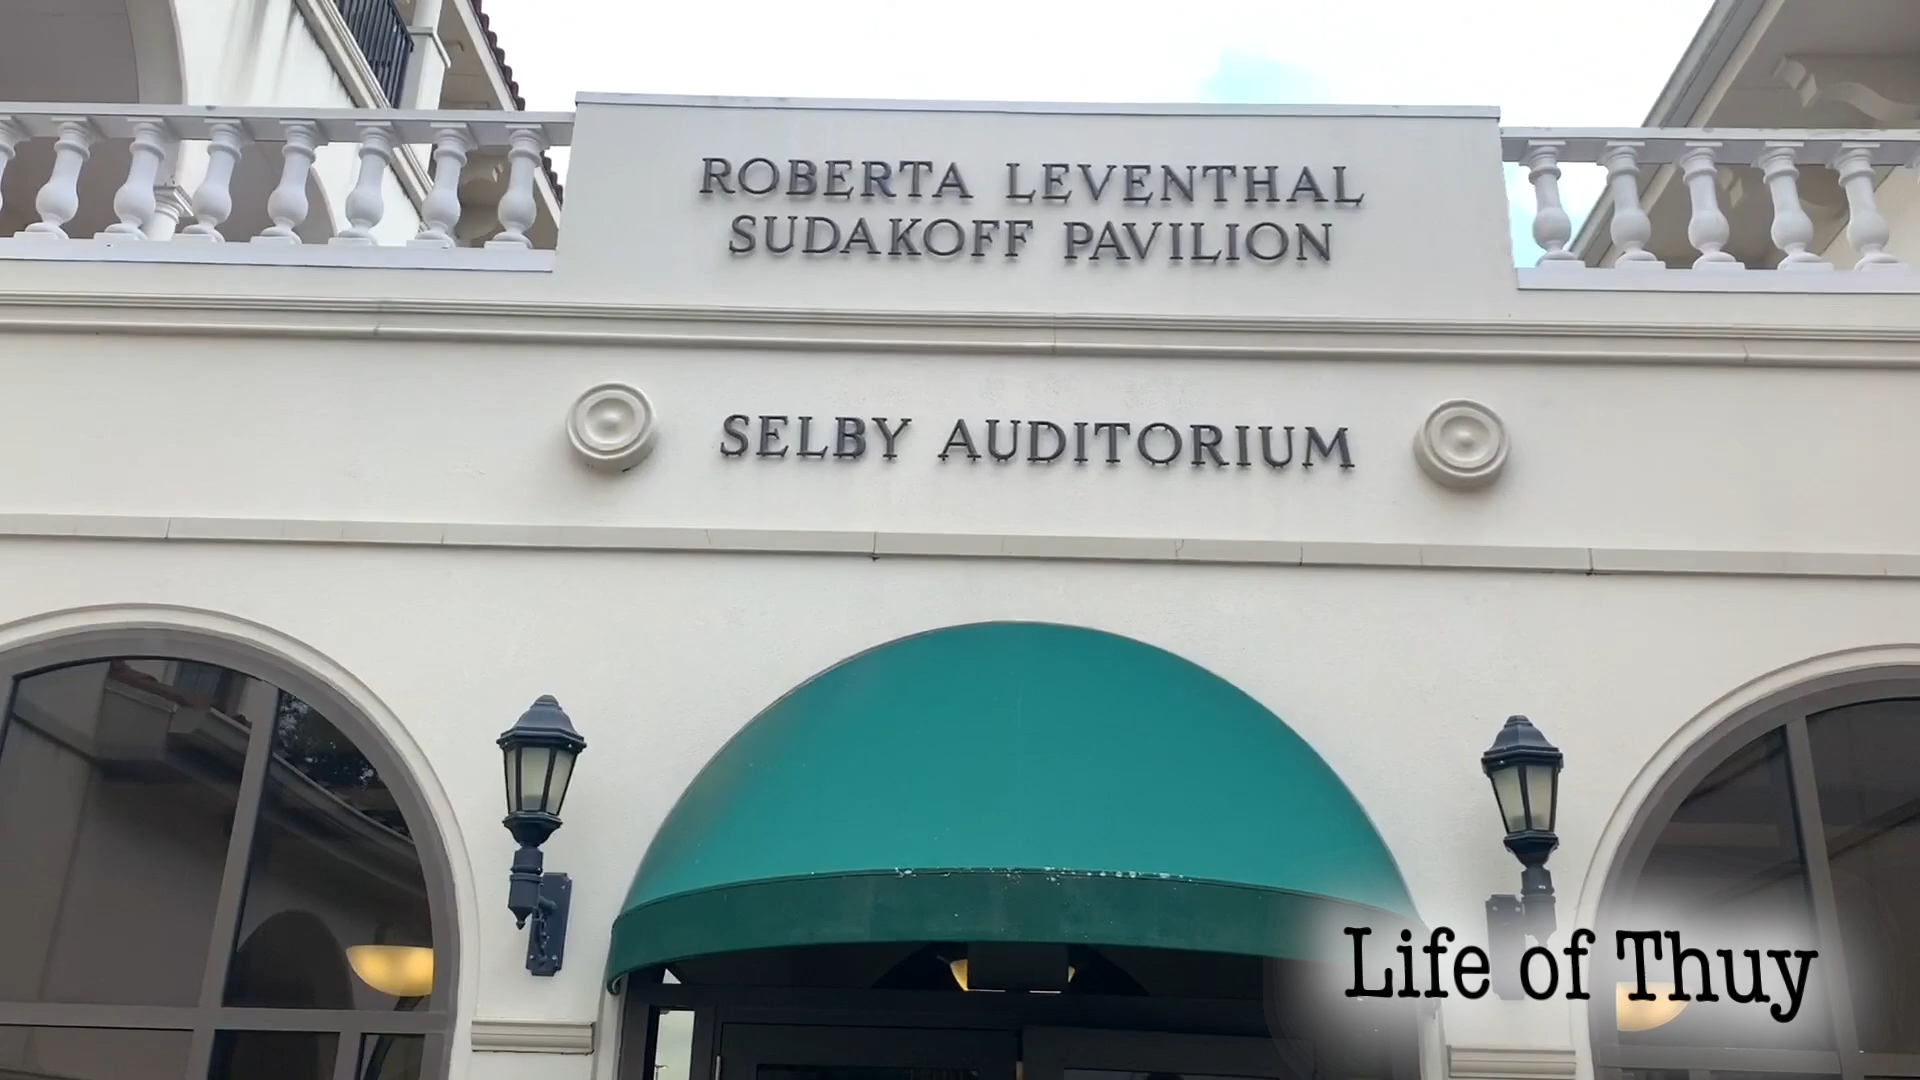 ROBERTA LEVENTHAL
SUDAKOFF PAVILION
SELBY AUDITORIUM
Life of Thuy